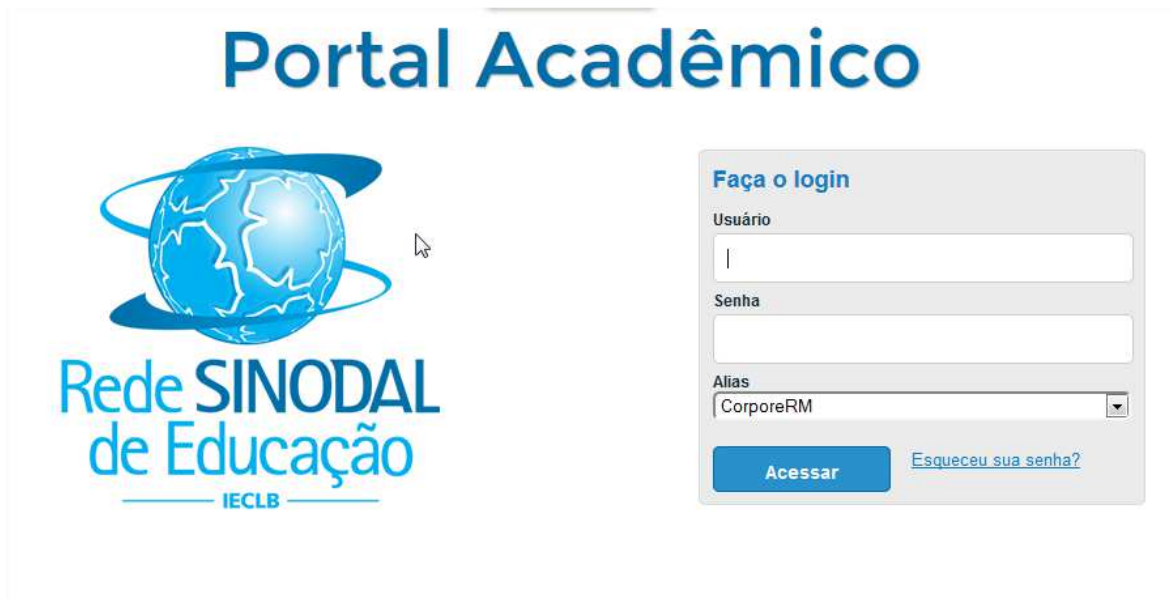 Portal Acadêmico
Rede SINODAL
de Educação
IECLB
Faça o login
Usuário
Senha
Alias
CorporeRM
Acessar
Esqueceu sua senha?